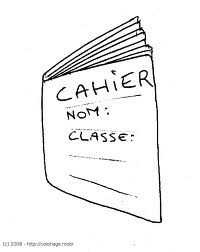 CAHiER
NOM:
CLASSE:
(c) 2008 - http://coloriage.mobi